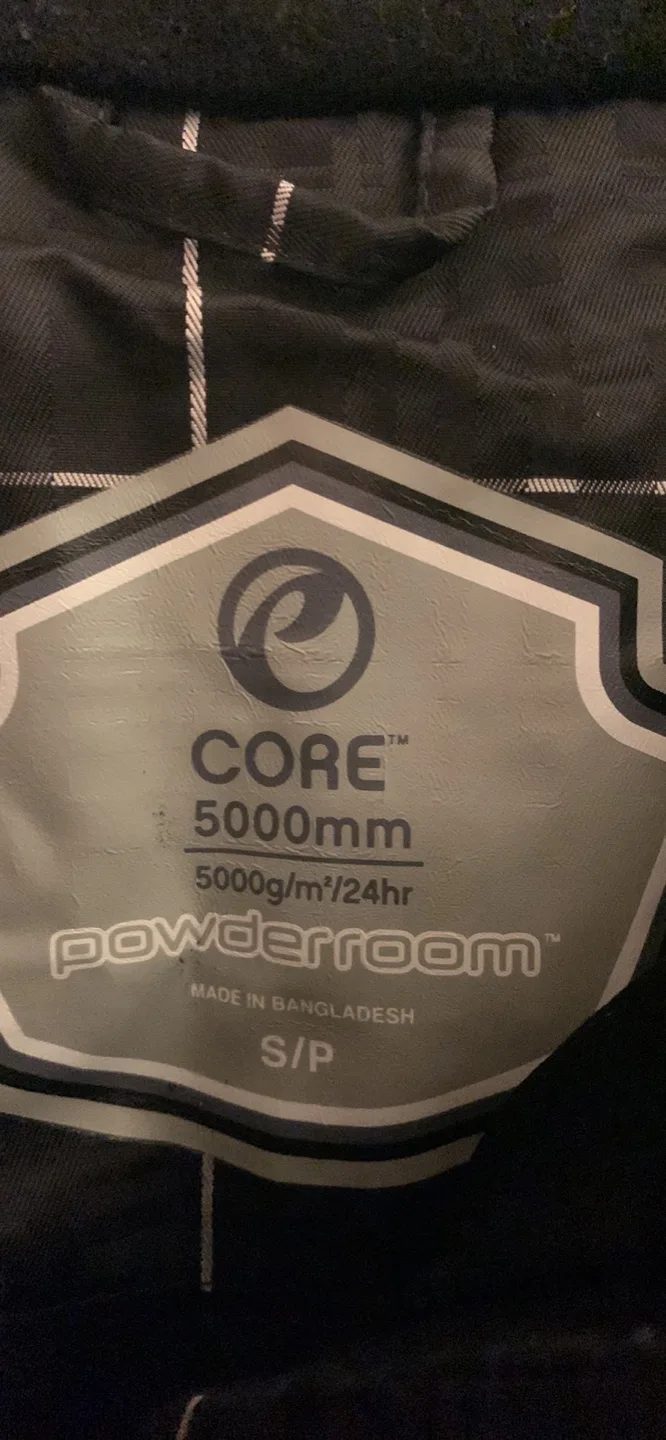 CORE™
5000mm
5000g/m²/24hr
powderroom™
MADE IN BANGLADESH
S/P